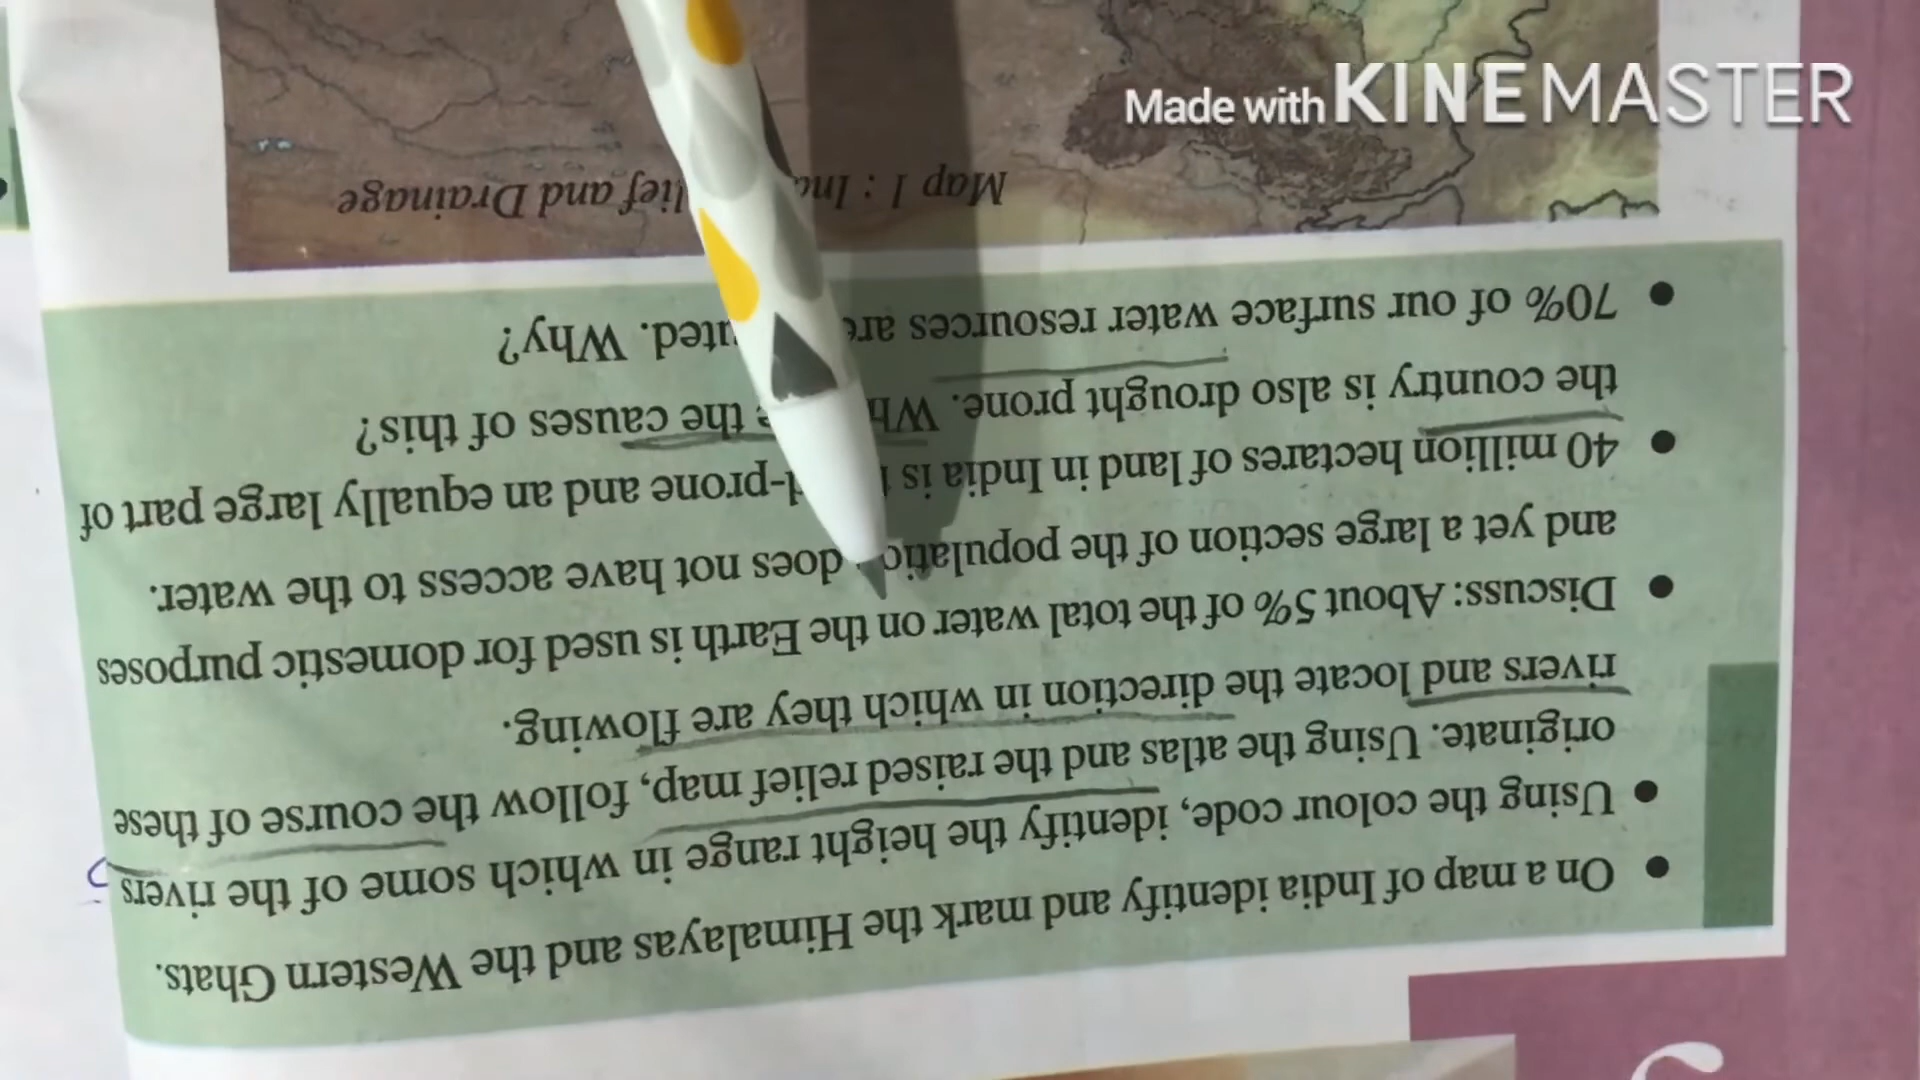 Made with KINEMASTER
On a map of India identify and mark the Himalayas and the Western Ghats.
Using the colour code, identify the height range in which some of the rivers
originate. Using the atlas and the raised relief map, follow the course of these
rivers and locate the direction in which they are flowing.
Discuss: About 5% of the total water on the Earth is used for domestic purposes
and yet a large section of the population does not have access to the water.
40 million hectares of land in India is -prone and an equally large part of
the country is also drought prone. the causes of this?
70% of our surface water resources are Why?
Map 1 : and Drainage